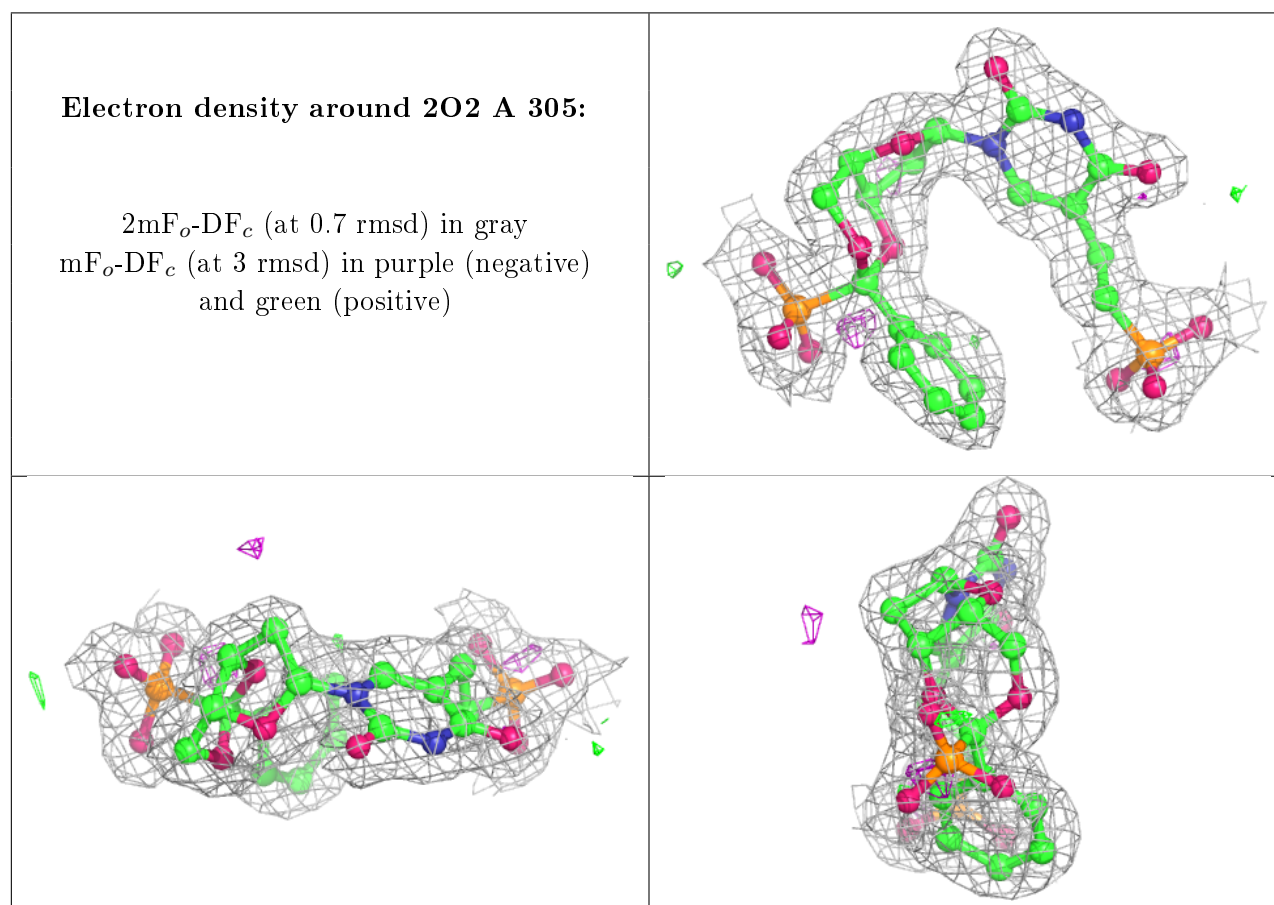 Electron density around 2O2 A 305:
2mFo-DFc (at 0.7 rmsd) in gray
mFo-DFc (at 3 rmsd) in purple (negative)
and green (positive)